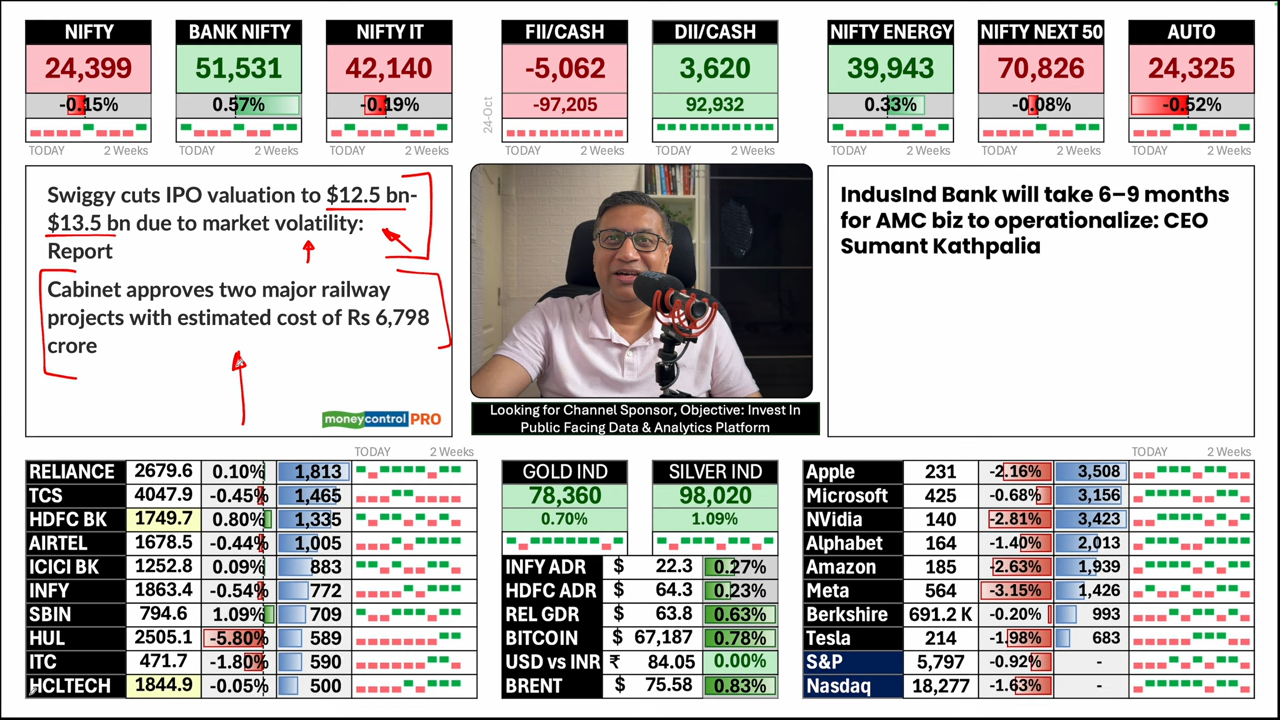 NIFTY
24,399
-0.15%
TODAY 2 Weeks
BANK NIFTY
51,531
0.57%
TODAY 2 Weeks
NIFTY IT
42,140
-0.19%
TODAY 2 Weeks
24-Oct
FII/CASH
-5,062
-97,205
TODAY 2 Weeks
DII/CASH
3,620
92,932
TODAY 2 Weeks
NIFTY ENERGY
39,943
0.33%
TODAY 2 Weeks
NIFTY NEXT 50
70,826
-0.08%
TODAY 2 Weeks
AUTO
24,325
-0.52%
TODAY 2 Weeks
Swiggy cuts IPO valuation to $12.5 bn-
$13.5 bn due to market volatility:
Report
Cabinet approves two major railway
projects with estimated cost of Rs 6,798
crore
moneycontrol PRO
Looking for Channel Sponsor, Objective: Invest In
Public Facing Data & Analytics Platform
IndusInd Bank will take 6–9 months
for AMC biz to operationalize: CEO
Sumant Kathpalia
TODAY 2 Weeks
RELIANCE 2679.6 0.10% 1,813
TCS 4047.9 -0.45% 1,465
HDFC BK 1749.7 0.80% 1,335
AIRTEL 1678.5 -0.44% 1,005
ICICI BK 1252.8 0.09% 883
INFY 1863.4 -0.54% 772
SBIN 794.6 1.09% 709
HUL 2505.1 -5.80% 589
ITC 471.7 -1.80% 590
HCLTECH 1844.9 -0.05% 500
GOLD IND
78,360
0.70%
SILVER IND
98,020
1.09%
INFY ADR $ 22.3 0.27%
HDFC ADR $ 64.3 0.23%
REL GDR $ 63.8 0.63%
BITCOIN $ 67,187 0.78%
USD vs INR ₹ 84.05 0.00%
BRENT $ 75.58 0.83%
TODAY 2 Weeks
Apple 231 -2.16% 3,508
Microsoft 425 -0.68% 3,156
NVidia 140 -2.81% 3,423
Alphabet 164 -1.40% 2,013
Amazon 185 -2.63% 1,939
Meta 564 -3.15% 1,426
Berkshire 691.2 K -0.20% 993
Tesla 214 -1.98% 683
S&P 5,797 -0.92% -
Nasdaq 18,277 -1.63% -